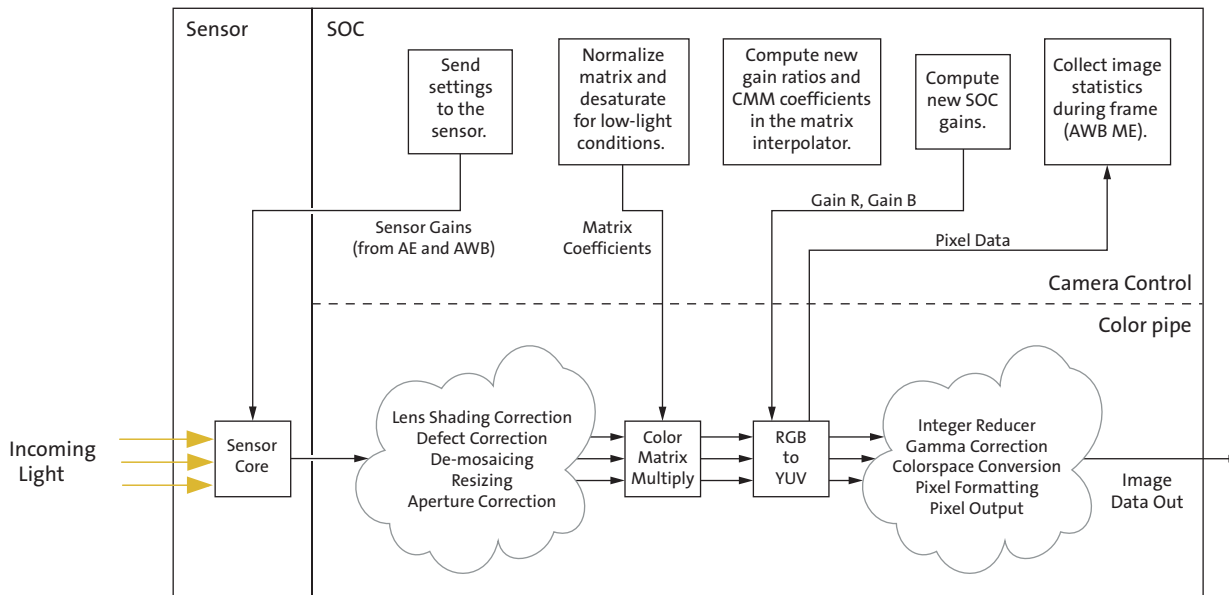 Sensor
SOC
Send
settings
to the
sensor.
Normalize
matrix and
desaturate
for low-light
conditions.
Compute new
gain ratios and
CMM coefficients
in the matrix
interpolator.
Compute
new SOC
gains.
Collect image
statistics
during frame
(AWB ME).
Sensor Gains
(from AE and AWB)
Matrix
Coefficients
Gain R, Gain B
Pixel Data
Camera Control
Color pipe
Incoming
Light
Sensor
Core
Lens Shading Correction
Defect Correction
De-mosaicing
Resizing
Aperture Correction
Color
Matrix
Multiply
RGB
to
YUV
Integer Reducer
Gamma Correction
Colorspace Conversion
Pixel Formatting
Pixel Output
Image
Data Out